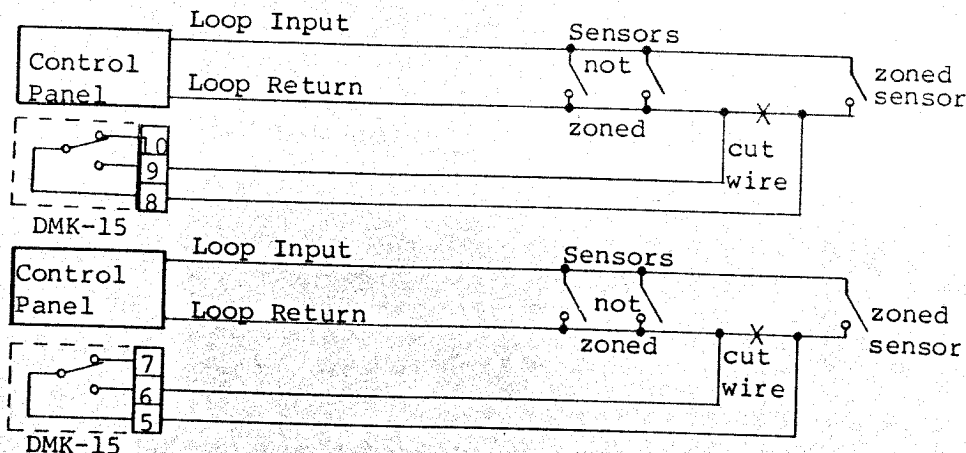 Loop Input
Sensors
Control
Panel
not
zoned
sensor
Loop Return
zoned
10
9
8
cut
wire
DMK-15
Loop Input
Sensors
Control
Panel
not
zoned
sensor
Loop Return
zoned
7
6
5
cut
wire
DMK-15